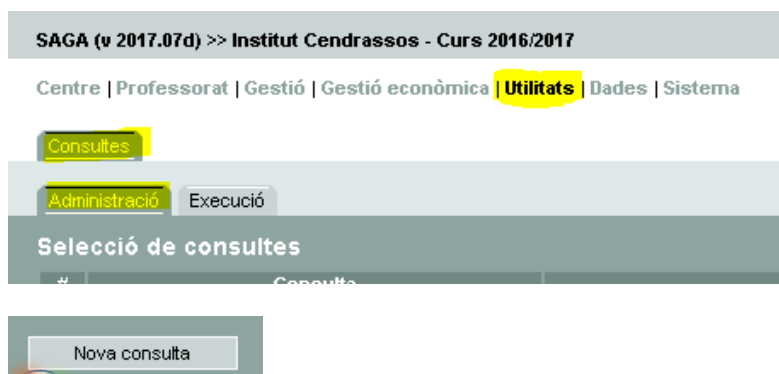 SAGA (v 2017.07d) >> Institut Cendrassos - Curs 2016/2017
Centre | Professorat | Gestió | Gestió econòmica | Utilitats | Dades | Sistema
Consultes
Administració Execució
Selecció de consultes
# Consulta
Nova consulta